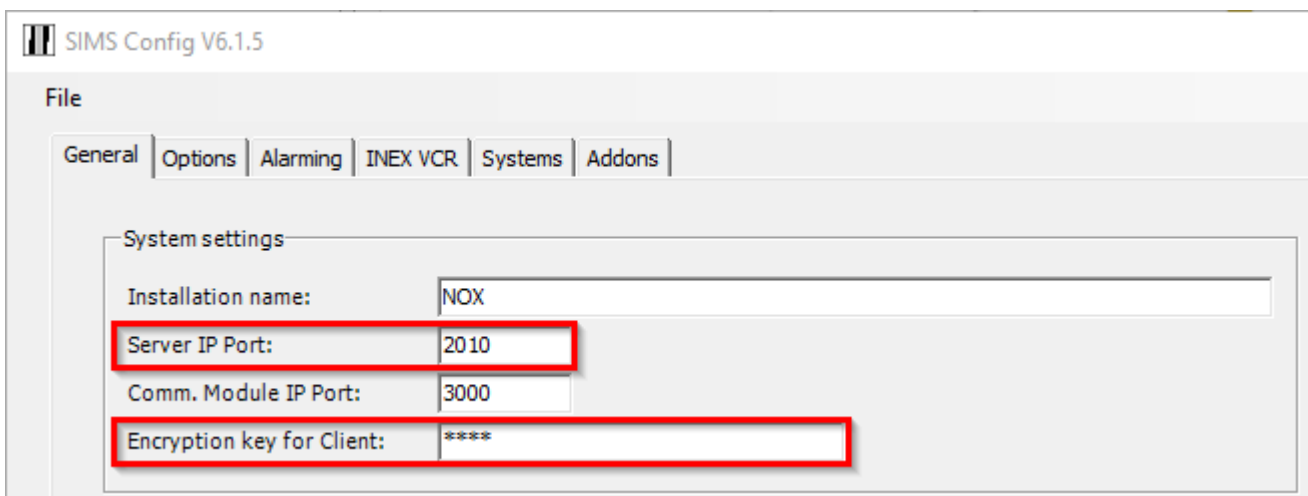 SIMS Config V6.1.5
File
General Options Alarming INEX VCR Systems Addons
System settings
Installation name: NOX
Server IP Port: 2010
Comm. Module IP Port: 3000
Encryption key for Client: ****